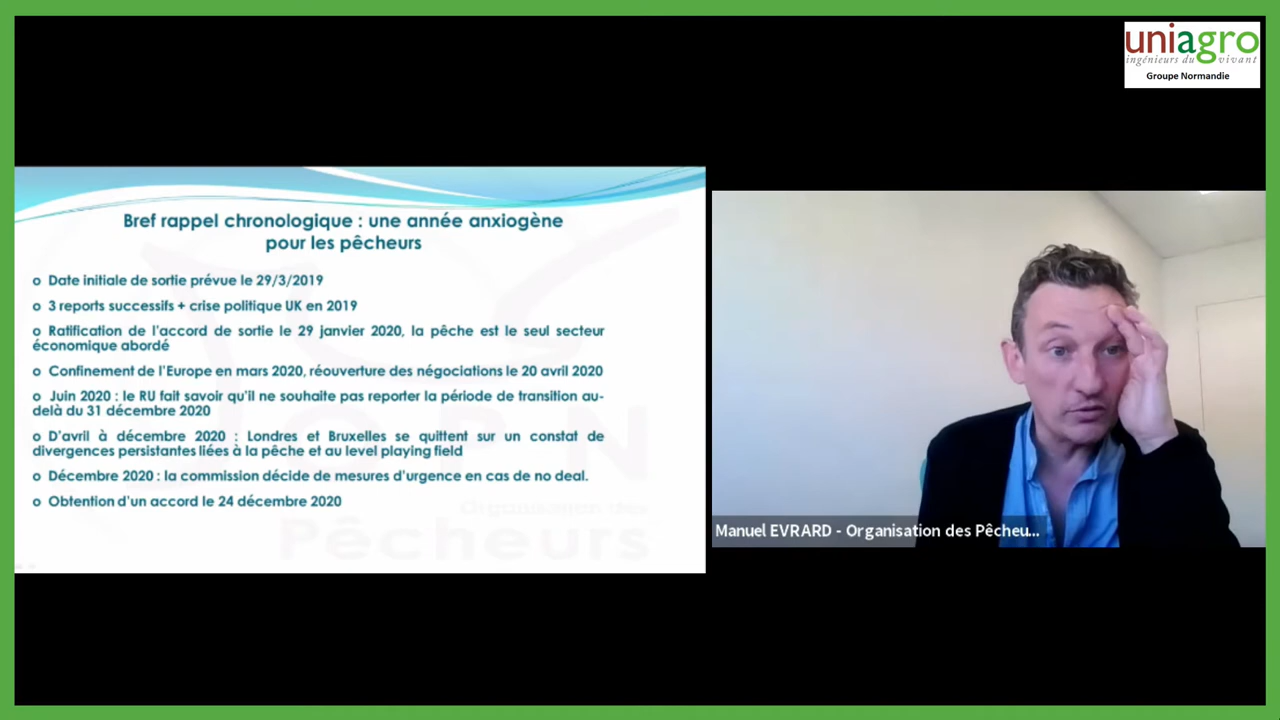 uniagro
ingénieurs du vivant
Groupe Normandie
Bref rappel chronologique : une année anxiogène
pour les pêcheurs
o Date initiale de sortie prévue le 29/3/2019
o 3 reports successifs + crise politique UK en 2019
o Ratification de l'accord de sortie le 29 janvier 2020, la pêche est le seul secteur
économique abordé
o Confinement de l'Europe en mars 2020, réouverture des négociations le 20 avril 2020
o Juin 2020 : le RU fait savoir qu'il ne souhaite pas reporter la période de transition au-
delà du 31 décembre 2020
o D'avril à décembre 2020 : Londres et Bruxelles se quittent sur un constat de
divergences persistantes liées à la pêche et au level playing field
o Décembre 2020 : la commission décide de mesures d'urgence en cas de no deal.
o Obtention d'un accord le 24 décembre 2020
OPN
Organisation des
Pêcheurs
Manuel EVRARD - Organisation des Pêcheu...